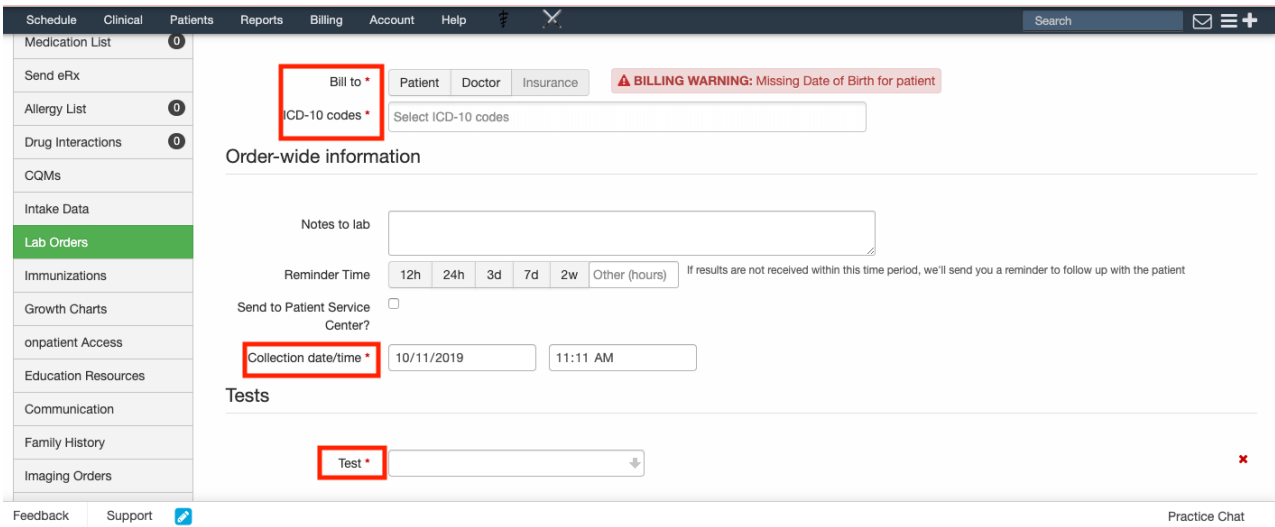 Schedule Clinical Patients Reports Billing Account Help Search
Medication List 0
Send eRx
Allergy List 0
Drug Interactions 0
CQMs
Intake Data
Lab Orders
Immunizations
Growth Charts
onpatient Access
Education Resources
Communication
Family History
Imaging Orders
Bill to * Patient Doctor Insurance BILLING WARNING: Missing Date of Birth for patient
ICD-10 codes * Select ICD-10 codes
Order-wide information
Notes to lab
Reminder Time 12h 24h 3d 7d 2w Other (hours) If results are not received within this time period, we'll send you a reminder to follow up with the patient
Send to Patient Service
Center?
Collection date/time * 10/11/2019 11:11 AM
Tests
Test *
Feedback Support Practice Chat